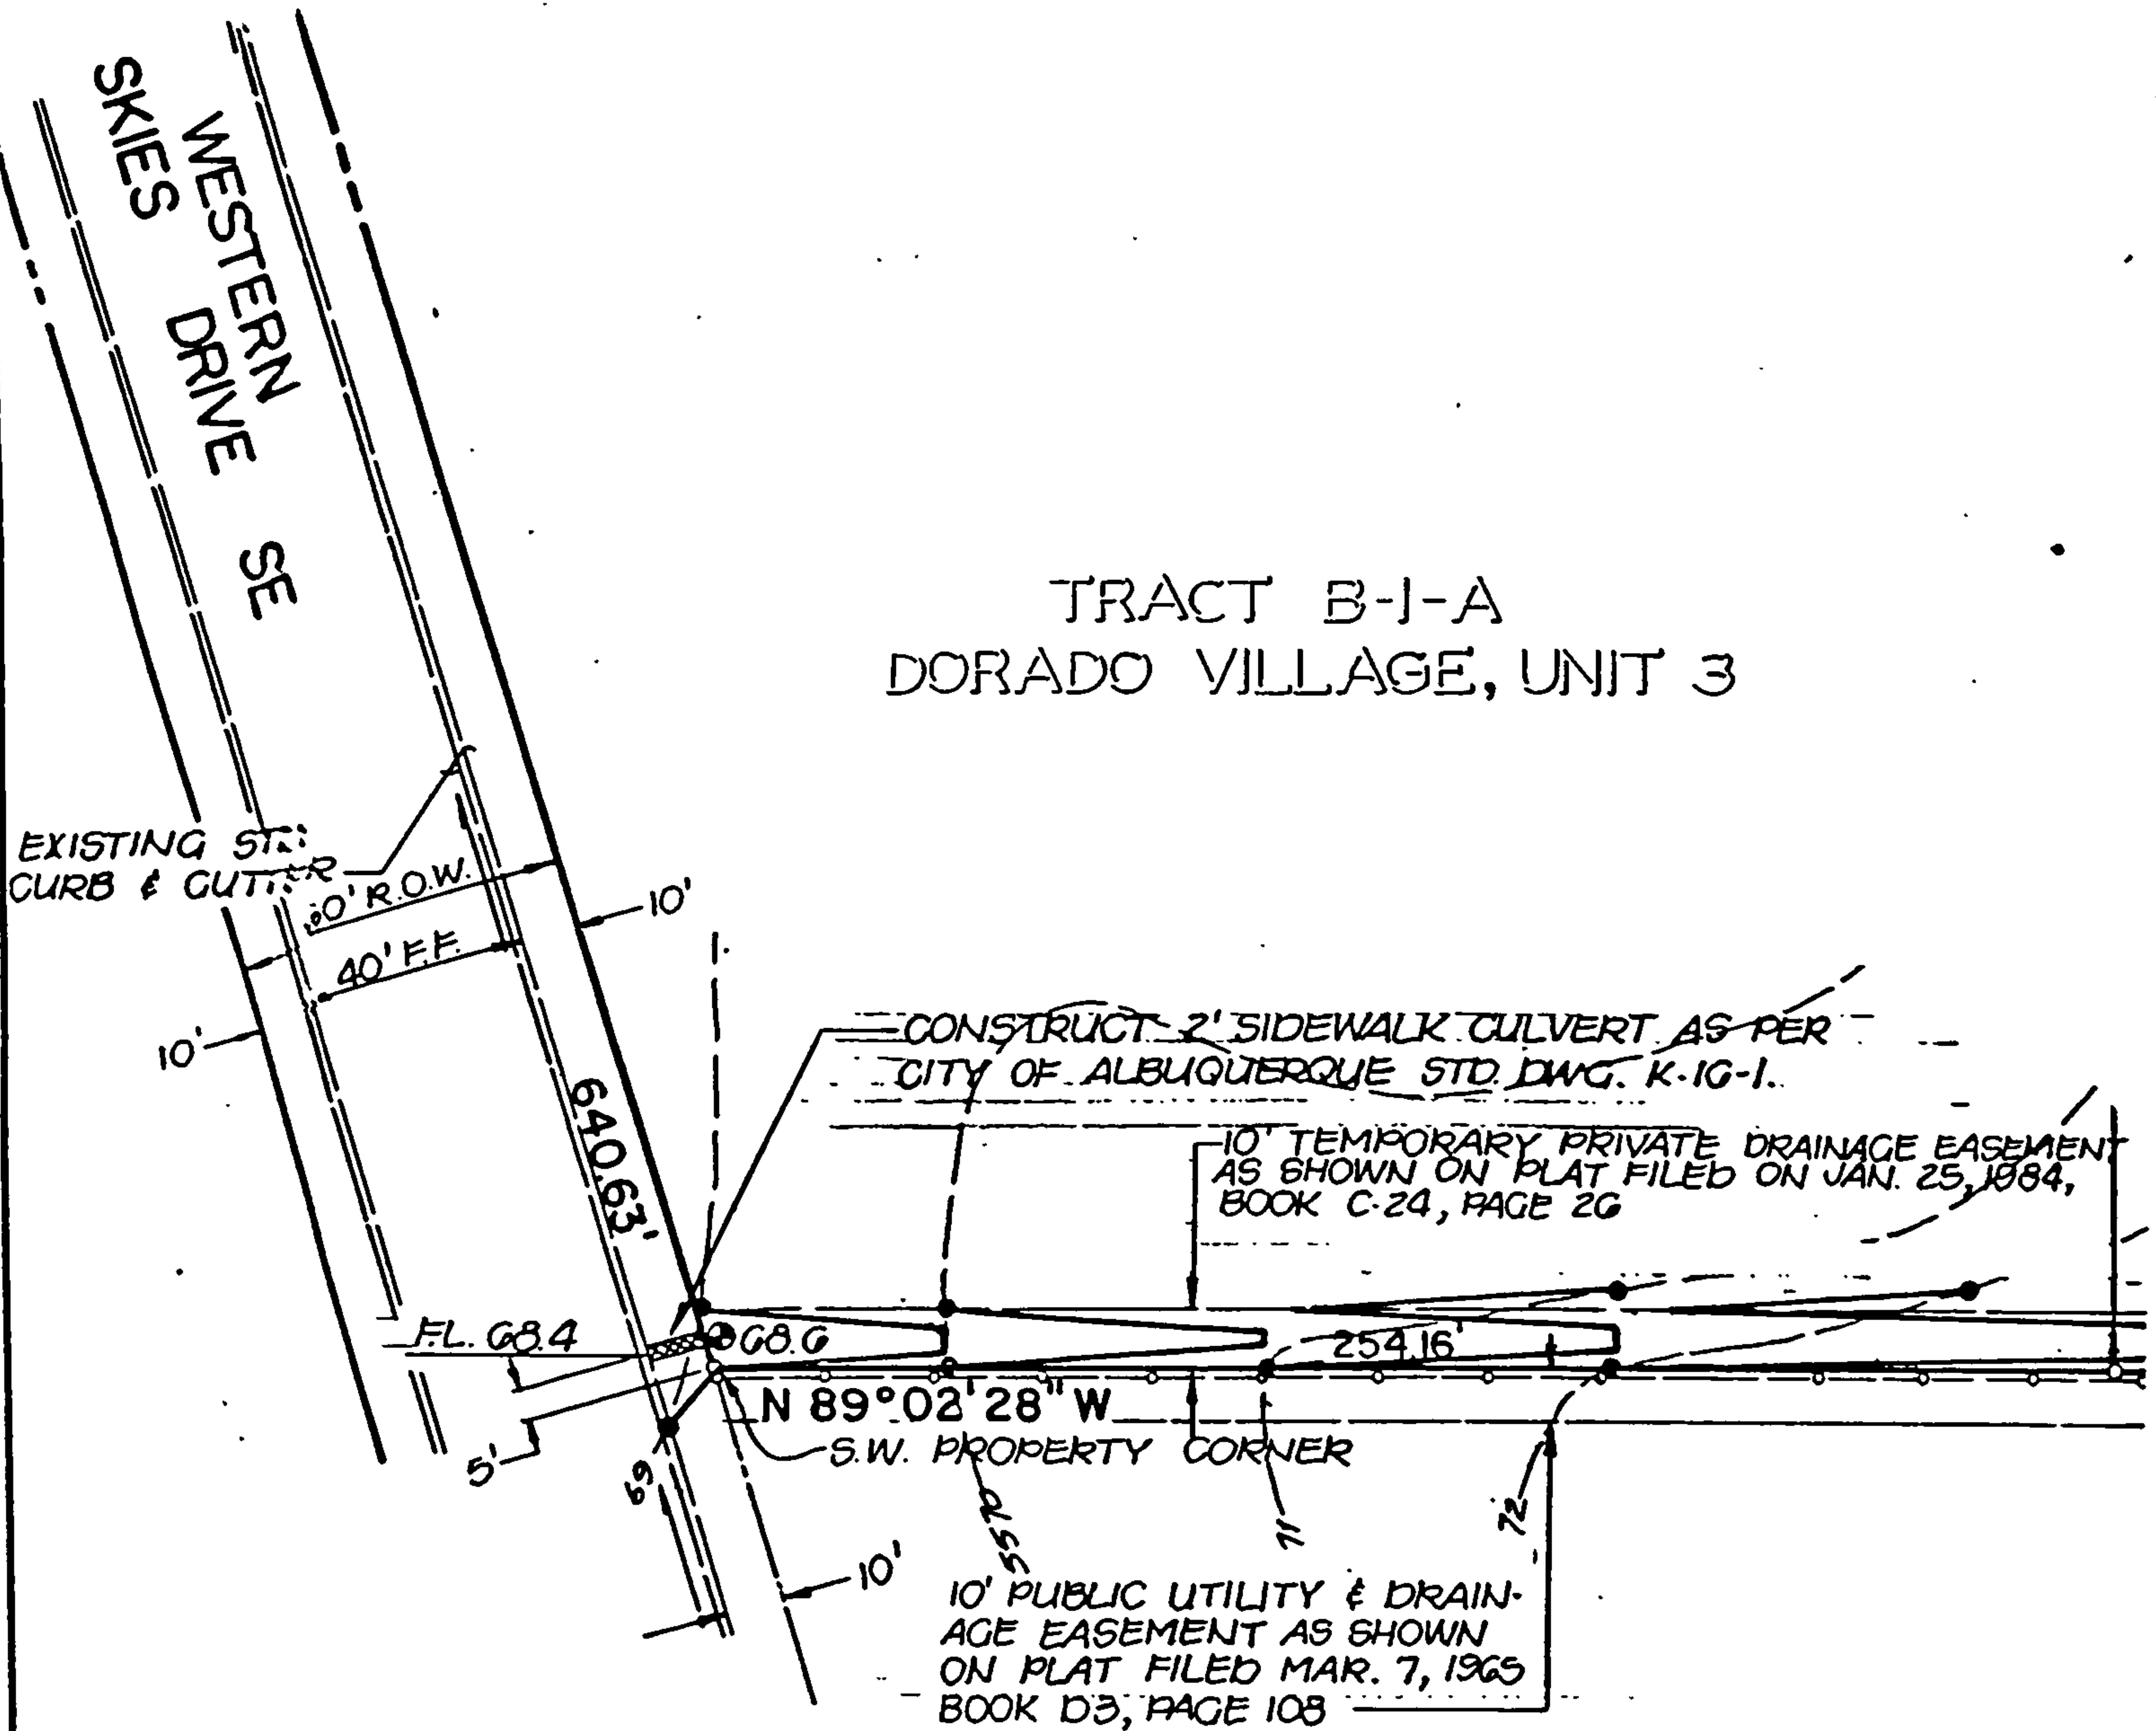 WESTERN
SKIES DRIVE SE
TRACT B-1-A
DORADO VILLAGE, UNIT 3
EXISTING
CURB &
0' R.O.W.
40' F.F.
10'
10'
640.63'
CONSTRUCT 2' SIDEWALK CULVERT AS PER
CITY OF ALBUQUERQUE STD. DWG. K-16-1.
10' TEMPORARY PRIVATE DRAINAGE EASEMENT
AS SHOWN ON PLAT FILED ON JAN. 25, 1984,
BOOK C-24, PAGE 26
F.L. 68.4
68.6
254.16'
N 89° 02' 28" W
S.W. PROPERTY CORNER
5'
69
71
72
10'
10' PUBLIC UTILITY & DRAIN-
AGE EASEMENT AS SHOWN
ON PLAT FILED MAR. 7, 1965
BOOK D3, PAGE 108